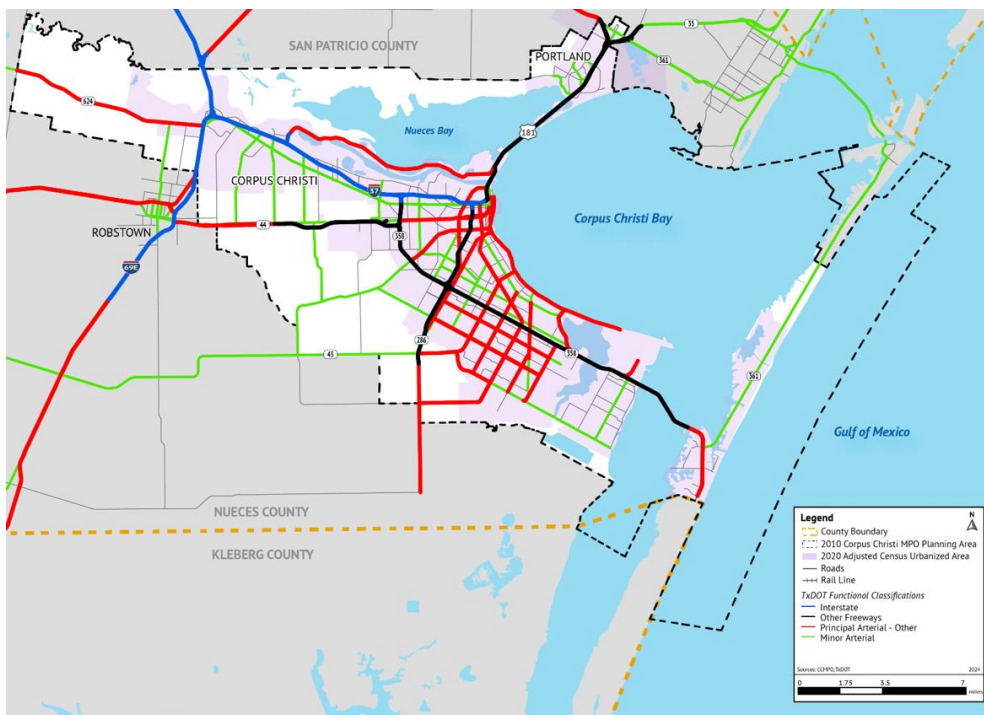 SAN PATRICIO COUNTY
PORTLAND
35
361
624
181
Nueces Bay
CORPUS CHRISTI
37
Corpus Christi Bay
44
358
ROBSTOWN
69E
286
43
358
361
Gulf of Mexico
NUECES COUNTY
KLEBERG COUNTY
Legend
N
County Boundary
2010 Corpus Christi MPO Planning Area
2020 Adjusted Census Urbanized Area
Roads
Rail Line
TxDOT Functional Classifications
Interstate
Other Freeways
Principal Arterial - Other
Minor Arterial
Sources: CCMPO, TxDOT 2024
0 1.75 3.5 7
miles